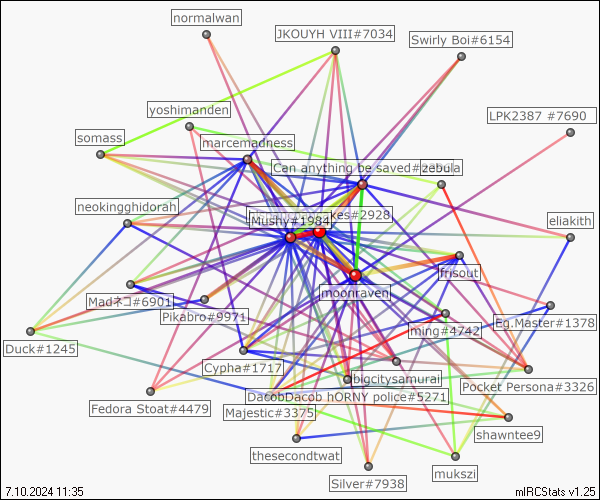 normalwan
JKOUYH VIII#7034
Swirly Boi#6154
yoshimanden
LPK2387 #7690
somass
marcemadness
Can anything be saved#
zebula
neokingghidorah
Mushy#1984
kes#2928
eliakith
frisout
moonraven
Madネコ#6901
Pikabro#9971
ming#4742
Eg.Master#1378
Duck#1245
Cypha#1717
bigcitysamurai
Pocket Persona#3326
DacobDacob hORNY police#5271
Fedora Stoat#4479
Majestic#3375
shawntee9
thesecondtwat
mukszi
Silver#7938
7.10.2024 11:35
mIRCStats v1.25